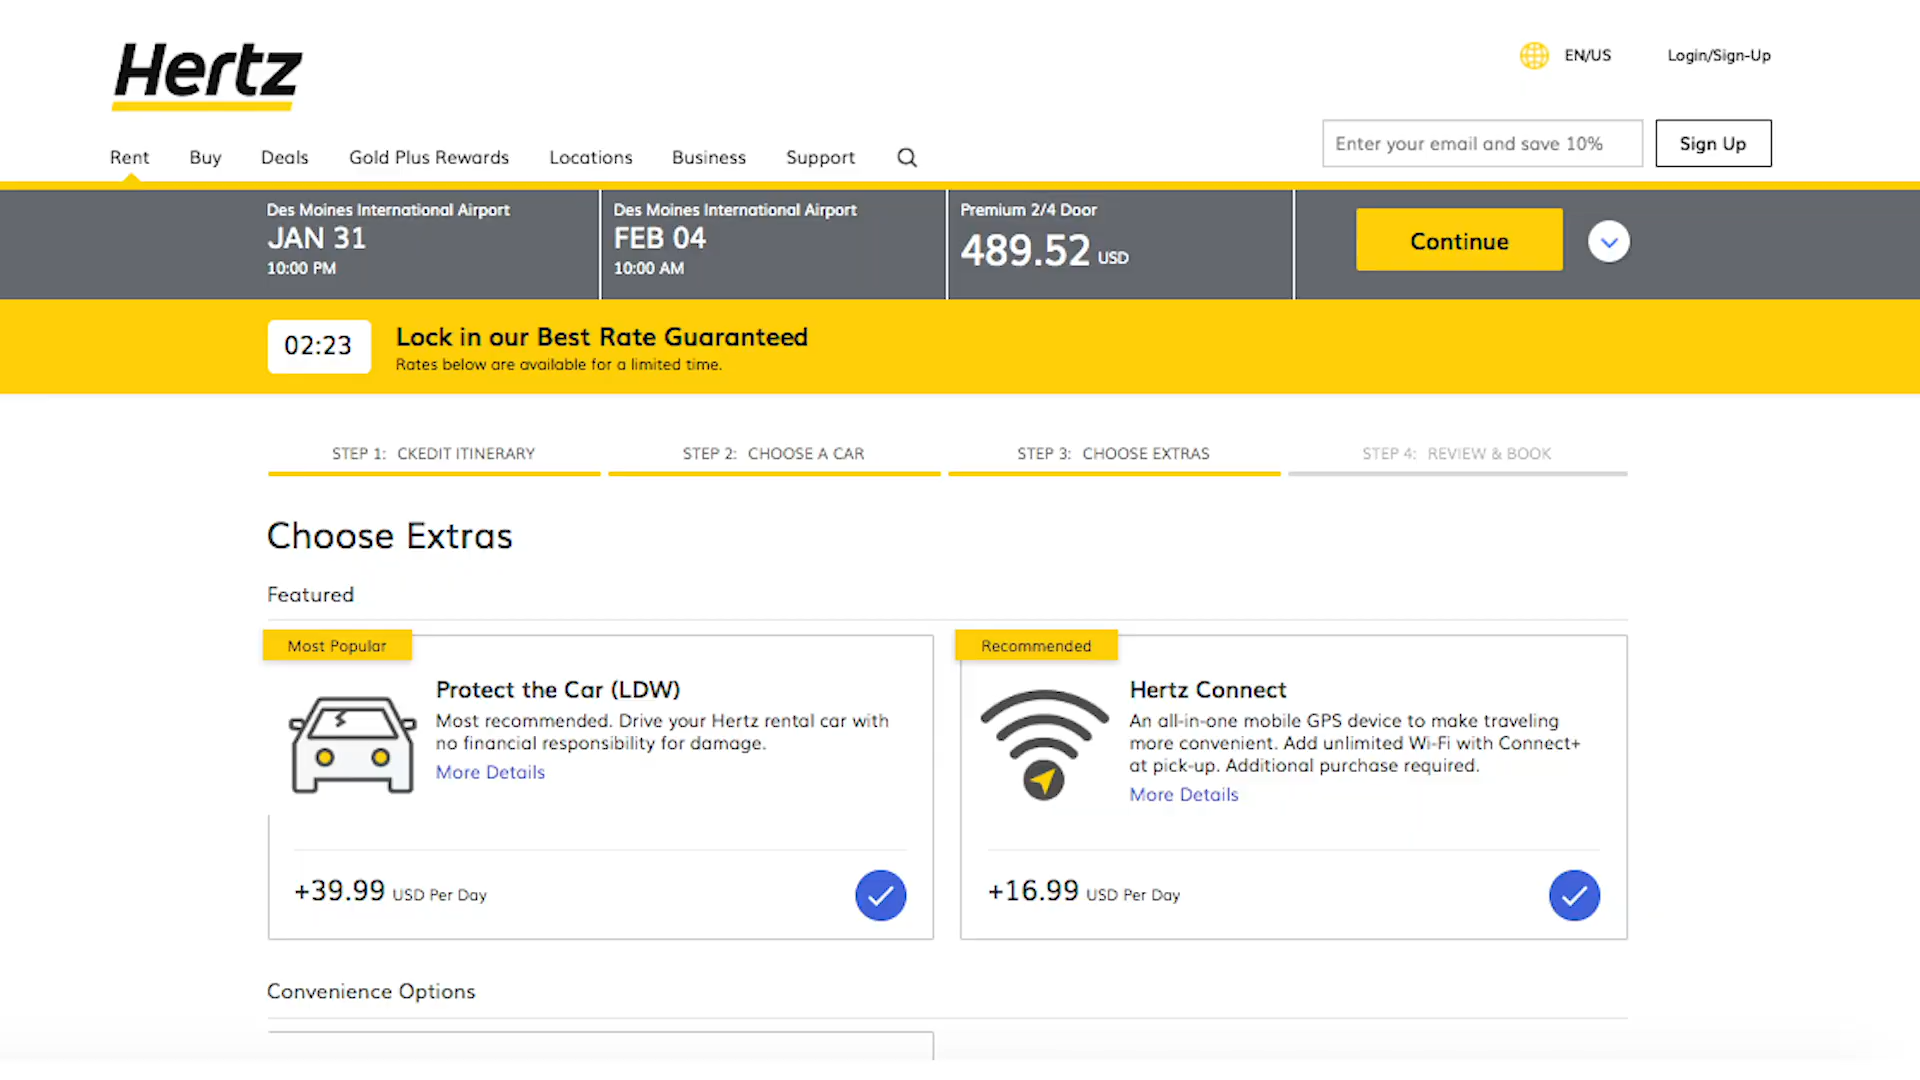 Hertz
EN/US
Login/Sign-Up
Enter your email and save 10%
Sign Up
Rent
Buy
Deals
Gold Plus Rewards
Locations
Business
Support
Des Moines International Airport
JAN 31
10:00 PM
Des Moines International Airport
FEB 04
10:00 AM
Premium 2/4 Door
489.52 USD
Continue
02:23
Lock in our Best Rate Guaranteed
Rates below are available for a limited time.
STEP 1: CKEDIT ITINERARY
STEP 2: CHOOSE A CAR
STEP 3: CHOOSE EXTRAS
STEP 4: REVIEW & BOOK
Choose Extras
Featured
Most Popular
Protect the Car (LDW)
Most recommended. Drive your Hertz rental car with
no financial responsibility for damage.
More Details
+39.99 USD Per Day
Recommended
Hertz Connect
An all-in-one mobile GPS device to make traveling
more convenient. Add unlimited Wi-Fi with Connect+
at pick-up. Additional purchase required.
More Details
+16.99 USD Per Day
Convenience Options